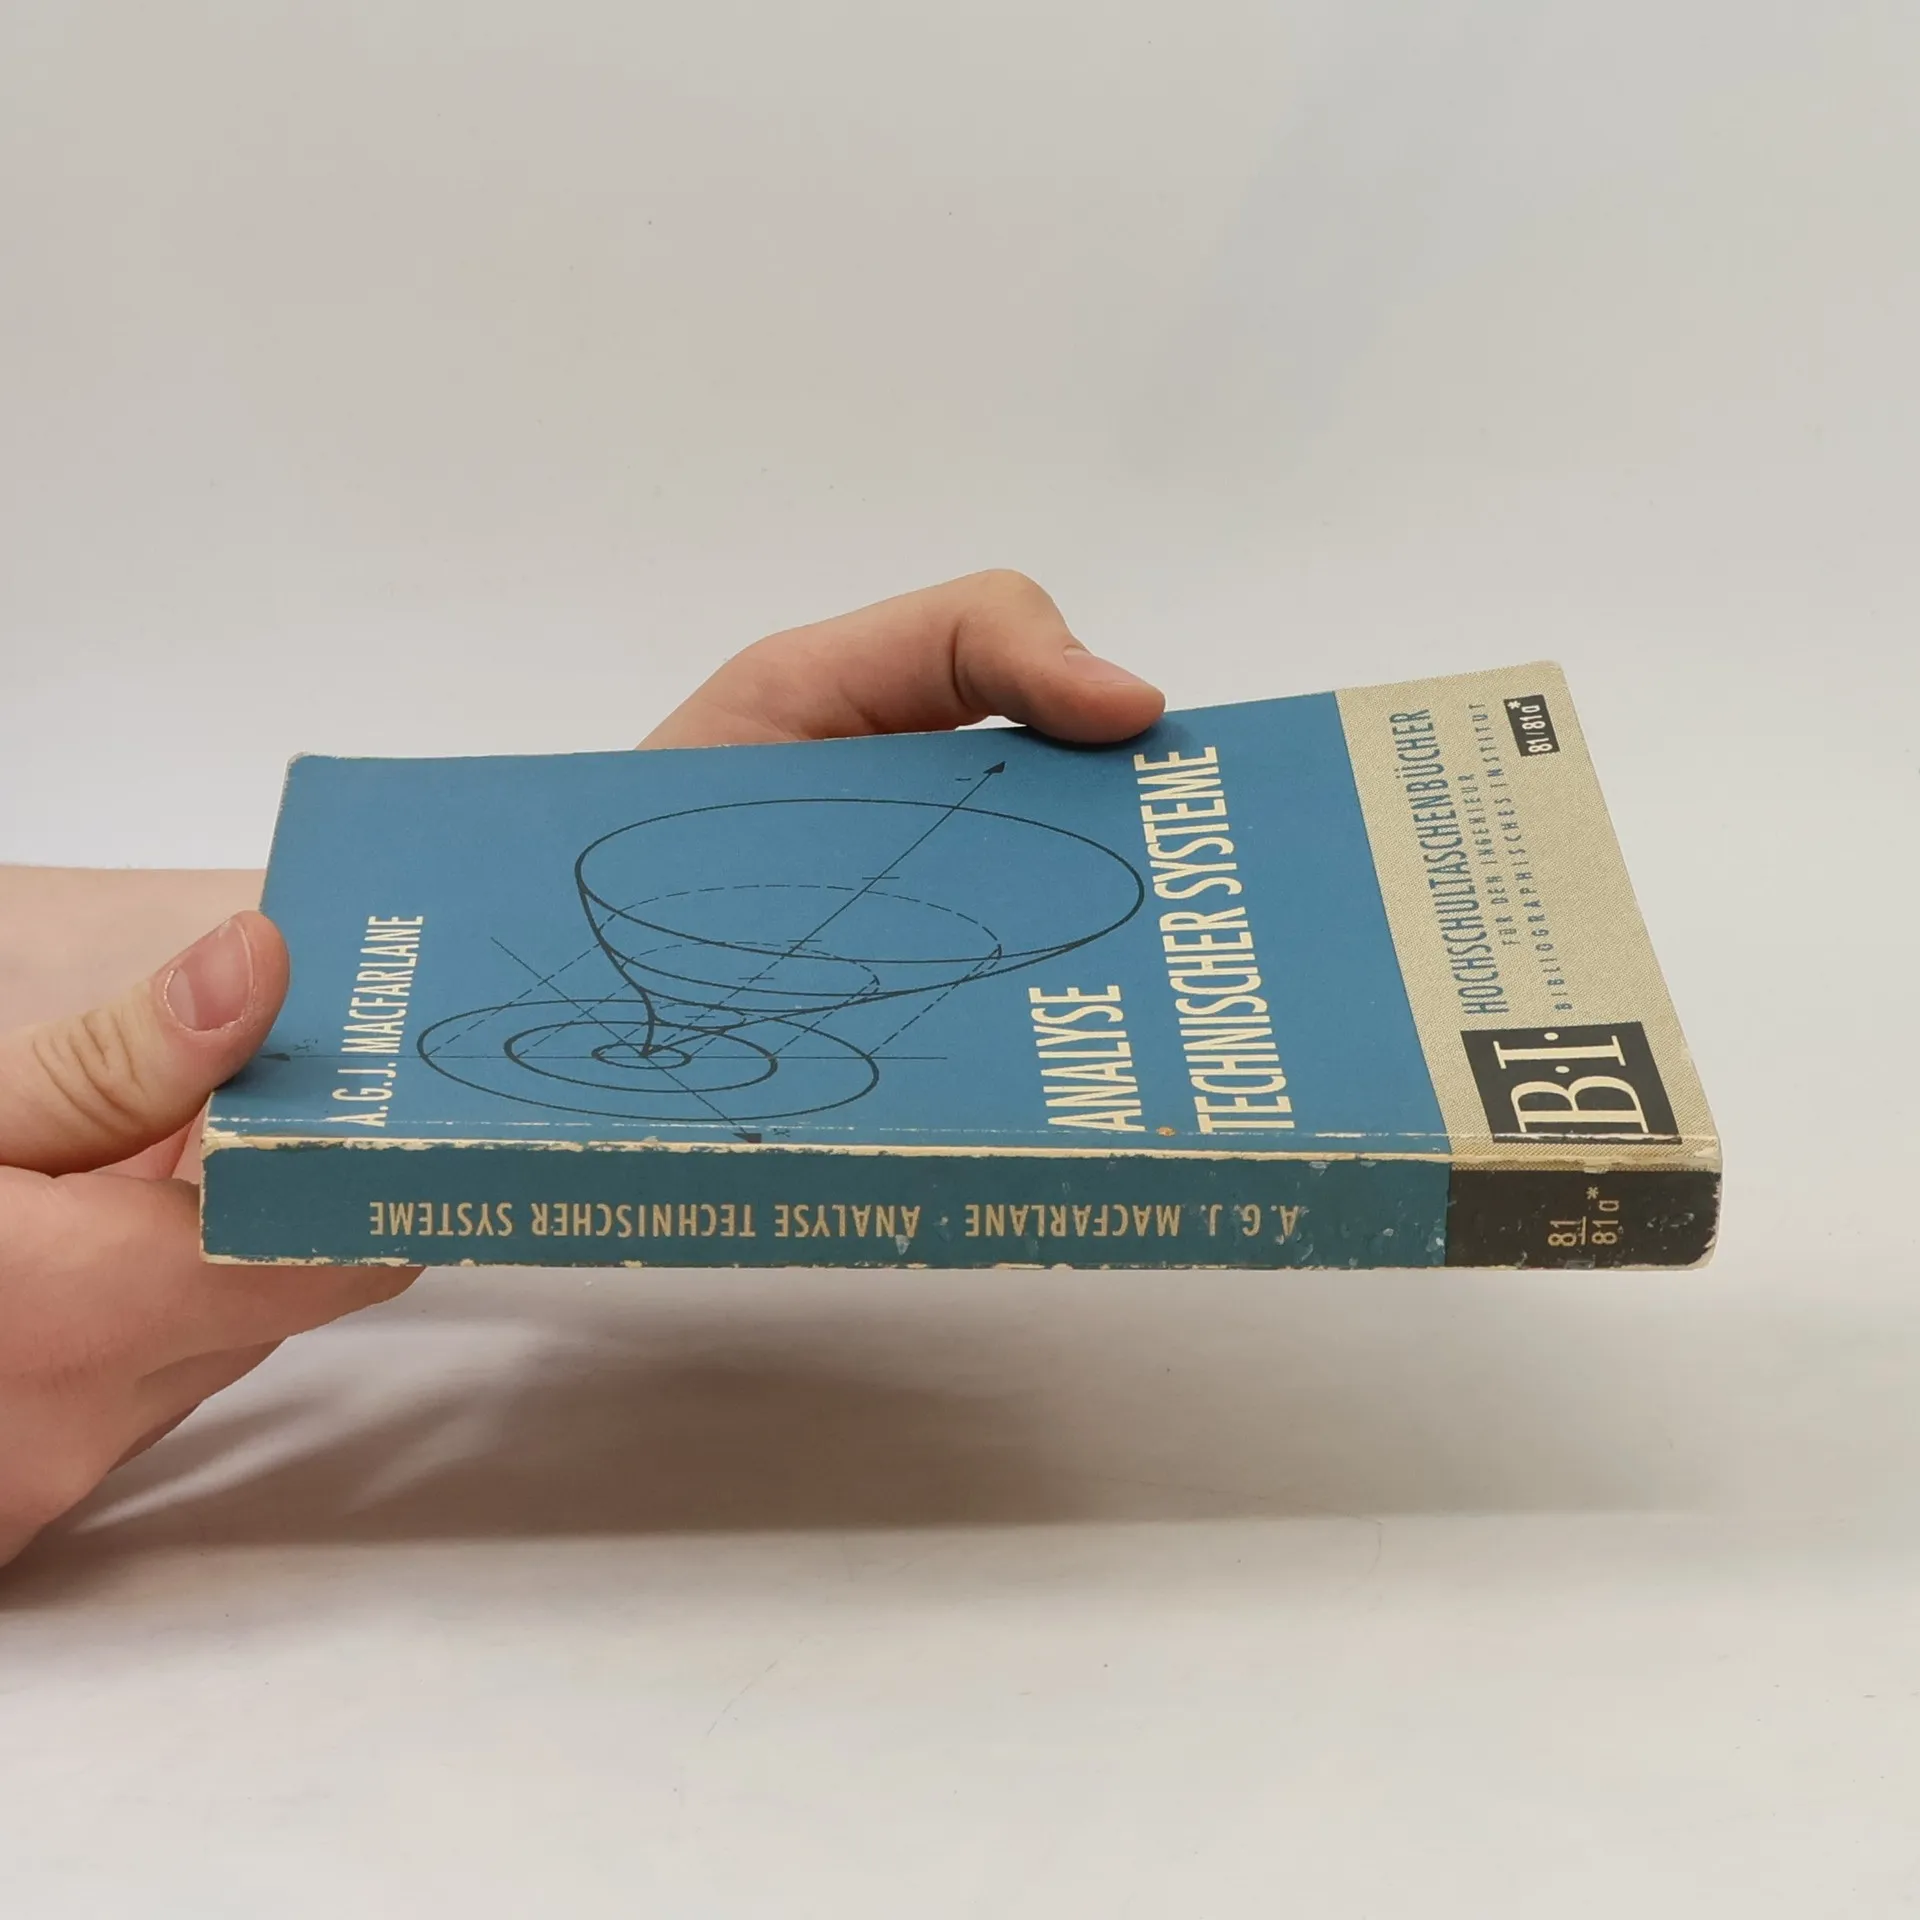 A.G.J. MACFARLANE
ANALYSE
TECHNISCHER SYSTEME
B·I·
HOCHSCHULTASCHENBÜCHER
FÜR DEN INGENIEUR
BIBLIOGRAPHISCHES INSTITUT
81/81a*
A. G. J. MACFARLANE · ANALYSE TECHNISCHER SYSTEME
81
81a*